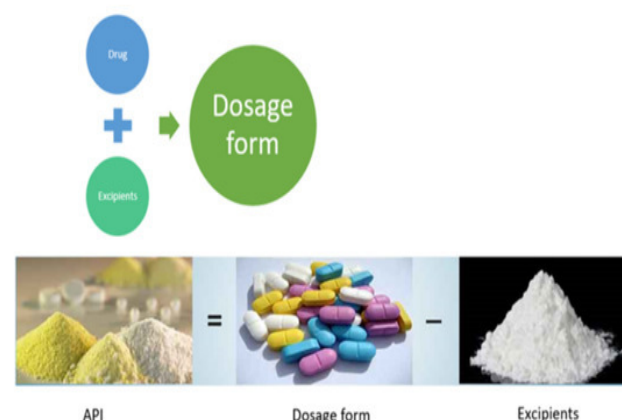 Drug
Dosage
form
Excipients
=
–
API
Dosage form
Excipients